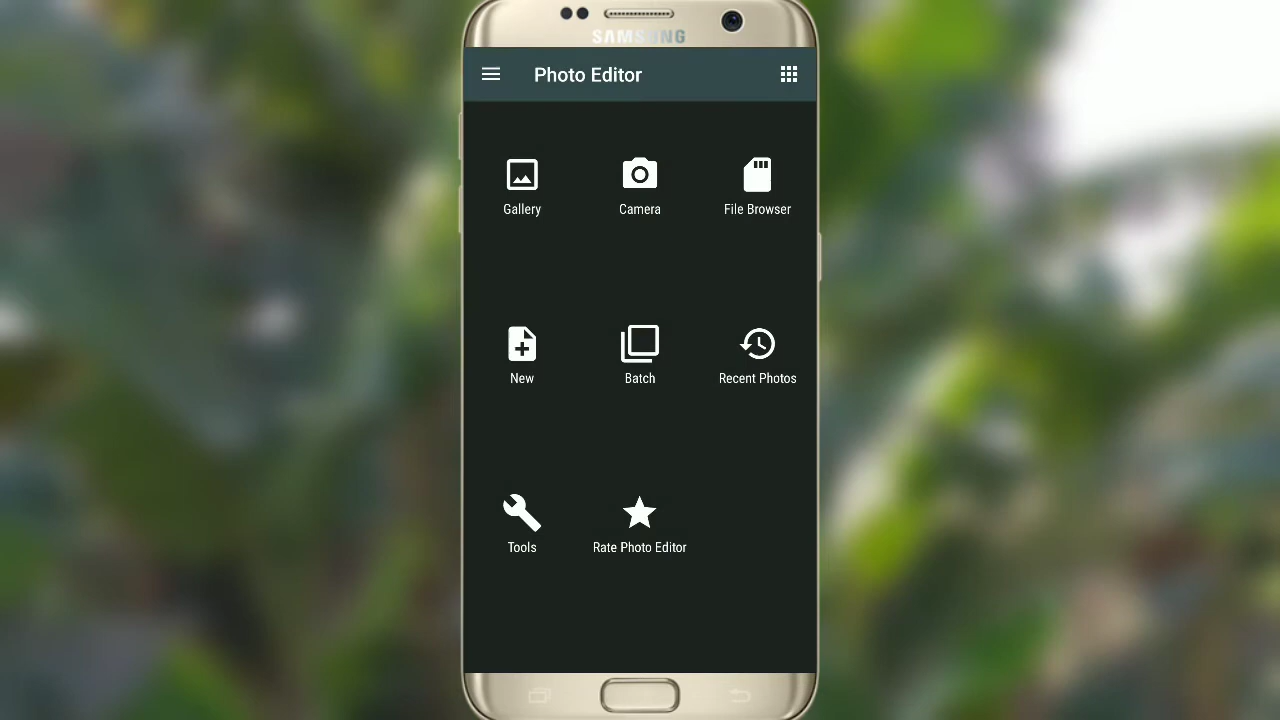 SAMSUNG
Photo Editor
Gallery
Camera
File Browser
New
Batch
Recent Photos
Tools
Rate Photo Editor